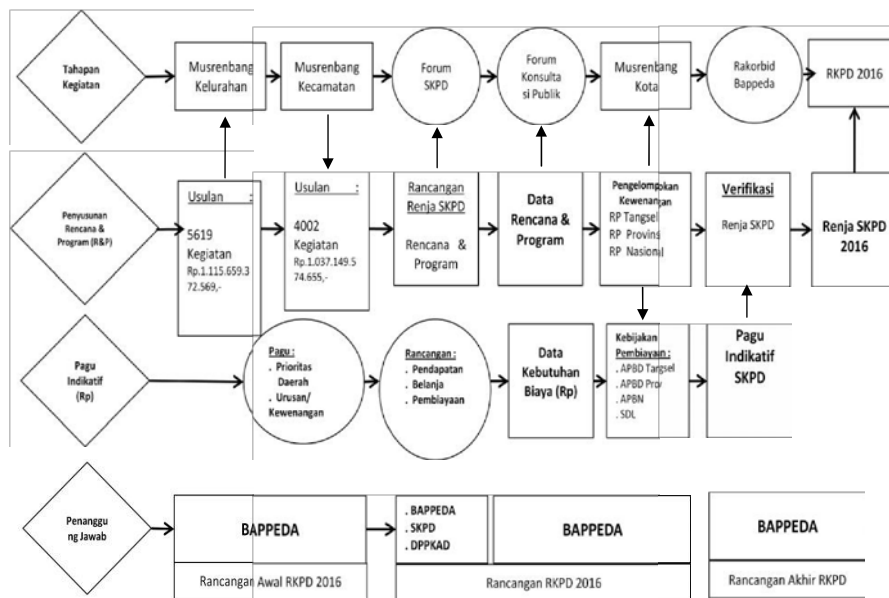 Tahapan
Kegiatan
Musrenbang
Kelurahan
Musrenbang
Kecamatan
Forum
SKPD
Forum
Konsulta
si Publik
Musrenbang
Kota
Rakorbid
Bappeda
RKPD 2016
Penyusunan
Rencana &
Program (R&P)
Usulan :
5619
Kegiatan
Rp.1.115.659.3
72.569,-
Usulan :
4002
Kegiatan
Rp.1.037.149.5
74.655,-
Rancangan
Renja SKPD
Rencana &
Program
Data
Rencana &
Program
Pengelompokan
Kewenangan
RP Tangsel
RP Provinsi
RP Nasional
Verifikasi
Renja SKPD
Renja SKPD
2016
Pagu
Indikatif
(Rp)
Pagu :
. Prioritas
Daerah
. Urusan/
Kewenangan
Rancangan :
. Pendapatan
. Belanja
. Pembiayaan
Data
Kebutuhan
Biaya (Rp)
Kebijakan
Pembiayain :
. APBD Tangsel
. APBD Prov
. APBN
. SDL
Pagu
Indikatif
SKPD
Penanggu
ng Jawab
BAPPEDA
Rancangan Awal RKPD 2016
. BAPPEDA
. SKPD
. DPPKAD
BAPPEDA
Rancangan RKPD 2016
BAPPEDA
Rancangan Akhir RKPD